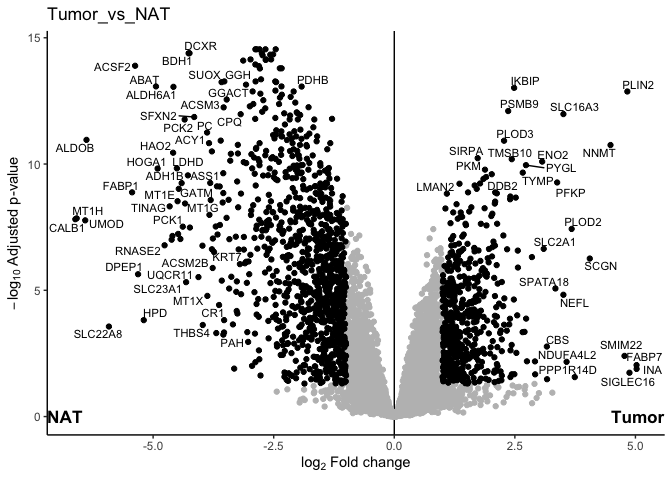 Tumor_vs_NAT
15
DCXR
BDH1
ACSF2
SUOX GGH
ABAT
PDHB
IKBIP
PLIN2
ALDH6A1
GGACT
ACSM3
PSMB9
SLC16A3
SFXN2
CPQ
PCK2 PC
ACY1
PLOD3
ALDOB
HAO2
SIRPA TMSB10 ENO2
NNMT
10
HOGA1 LDHD
PKM
PYGL
ADH1B ASS1
TYMP
FABP1
LMAN2
DDB2
PFKP
MT1E GATM
TINAG
MT1G
MT1H
PCK1
PLOD2
CALB1
UMOD
SLC2A1
RNASE2
KRT7
ACSM2B
SCGN
DPEP1
UQCR11
5
SLC23A1
SPATA18
MT1X
NEFL
HPD
CR1
SLC22A8
THBS4
PAH
CBS
SMIM22
NDUFA4L2
FABP7
PPP1R14D
INA
SIGLEC16
0
NAT
Tumor
-5.0
-2.5
0.0
2.5
5.0
log2 Fold change
−log10 Adjusted p-value